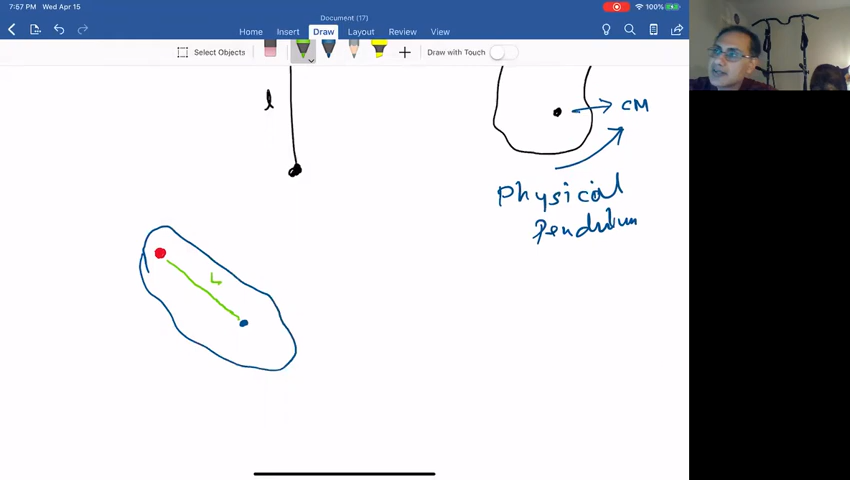 7:57 PM Wed Apr 15
100%
Document (17)
Home Insert Draw Layout Review View
Select Objects
Draw with Touch
l
CM
Physical
Pendulum
L